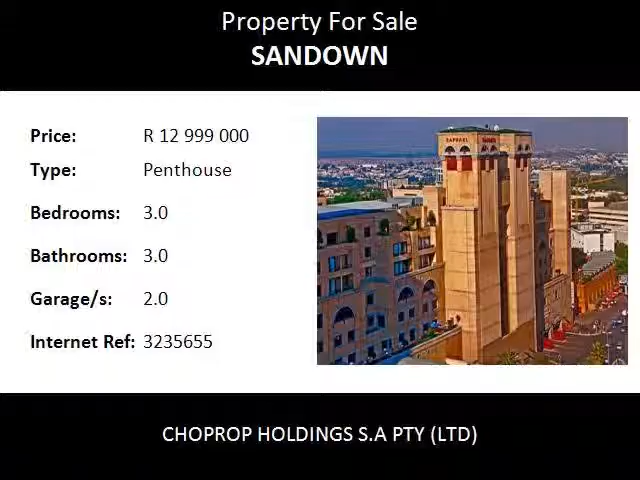 Property For Sale
SANDOWN
Price: R 12 999 000
Type: Penthouse
Bedrooms: 3.0
Bathrooms: 3.0
Garage/s: 2.0
Internet Ref: 3235655
RAPHAEL
CHOPROP HOLDINGS S.A PTY (LTD)